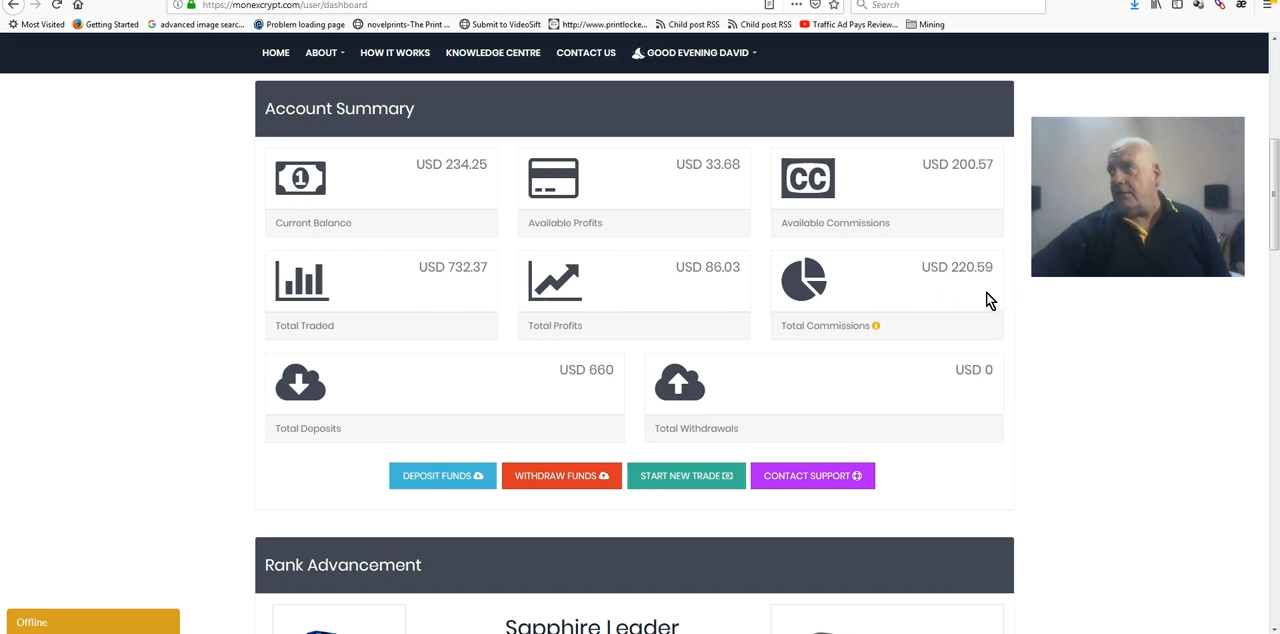 https://monexcrypt.com/user/dashboard
Search
Most Visited Getting Started advanced image searc... Problem loading page novelprints-The Print ... Submit to VideoSift http://www.printlocke... Child post RSS Child post RSS Traffic Ad Pays Review... Mining
HOME ABOUT HOW IT WORKS KNOWLEDGE CENTRE CONTACT US GOOD EVENING DAVID
Account Summary
USD 234.25 USD 33.68 USD 200.57
Current Balance Available Profits Available Commissions
USD 732.37 USD 86.03 USD 220.59
Total Traded Total Profits Total Commissions
USD 660 USD 0
Total Deposits Total Withdrawals
DEPOSIT FUNDS WITHDRAW FUNDS START NEW TRADE CONTACT SUPPORT
Rank Advancement
Sapphire Leader
Offline